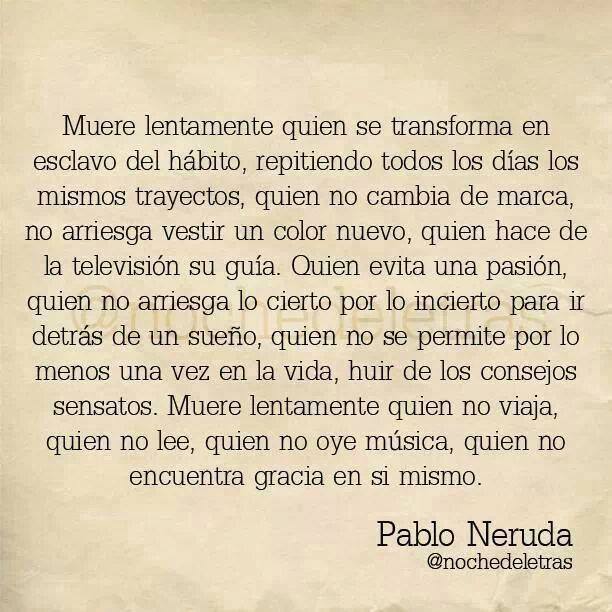 Muere lentamente quien se transforma en
esclavo del hábito, repitiendo todos los días los
mismos trayectos, quien no cambia de marca,
no arriesga vestir un color nuevo, quien hace de
la televisión su guía. Quien evita una pasión,
quien no arriesga lo cierto por lo incierto para ir
detrás de un sueño, quien no se permite por lo
menos una vez en la vida, huir de los consejos
sensatos. Muere lentamente quien no viaja,
quien no lee, quien no oye música, quien no
encuentra gracia en si mismo.
Pablo Neruda
@nochedeletras
@nochedeletras